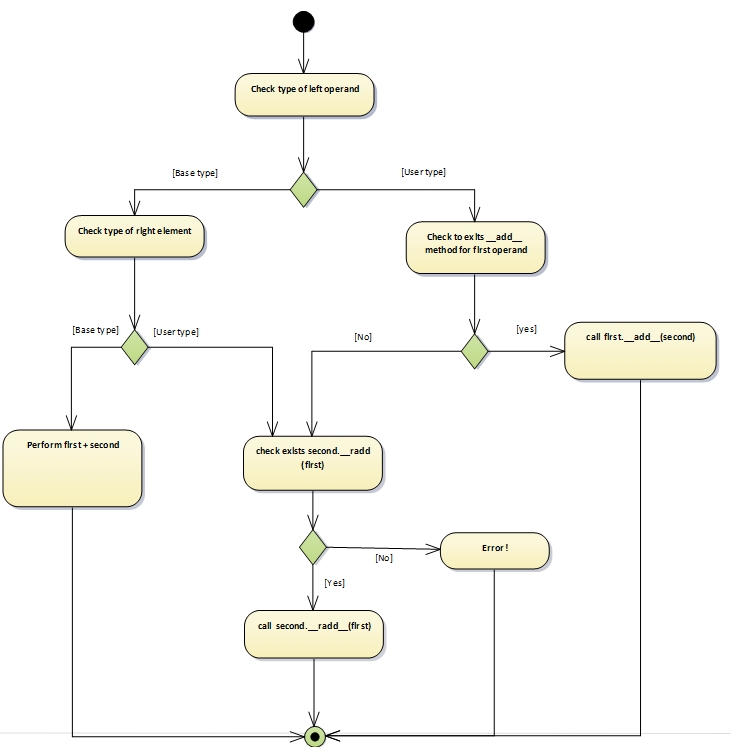 Check type of left operand
[Base type]
[User type]
Check type of right element
Check to exits __add__
method for first operand
[Base type]
[User type]
[No]
[yes]
call first.__add__(second)
Perform first + second
check exists second.__radd
(first)
[No]
Error !
[Yes]
call second.__radd__(first)